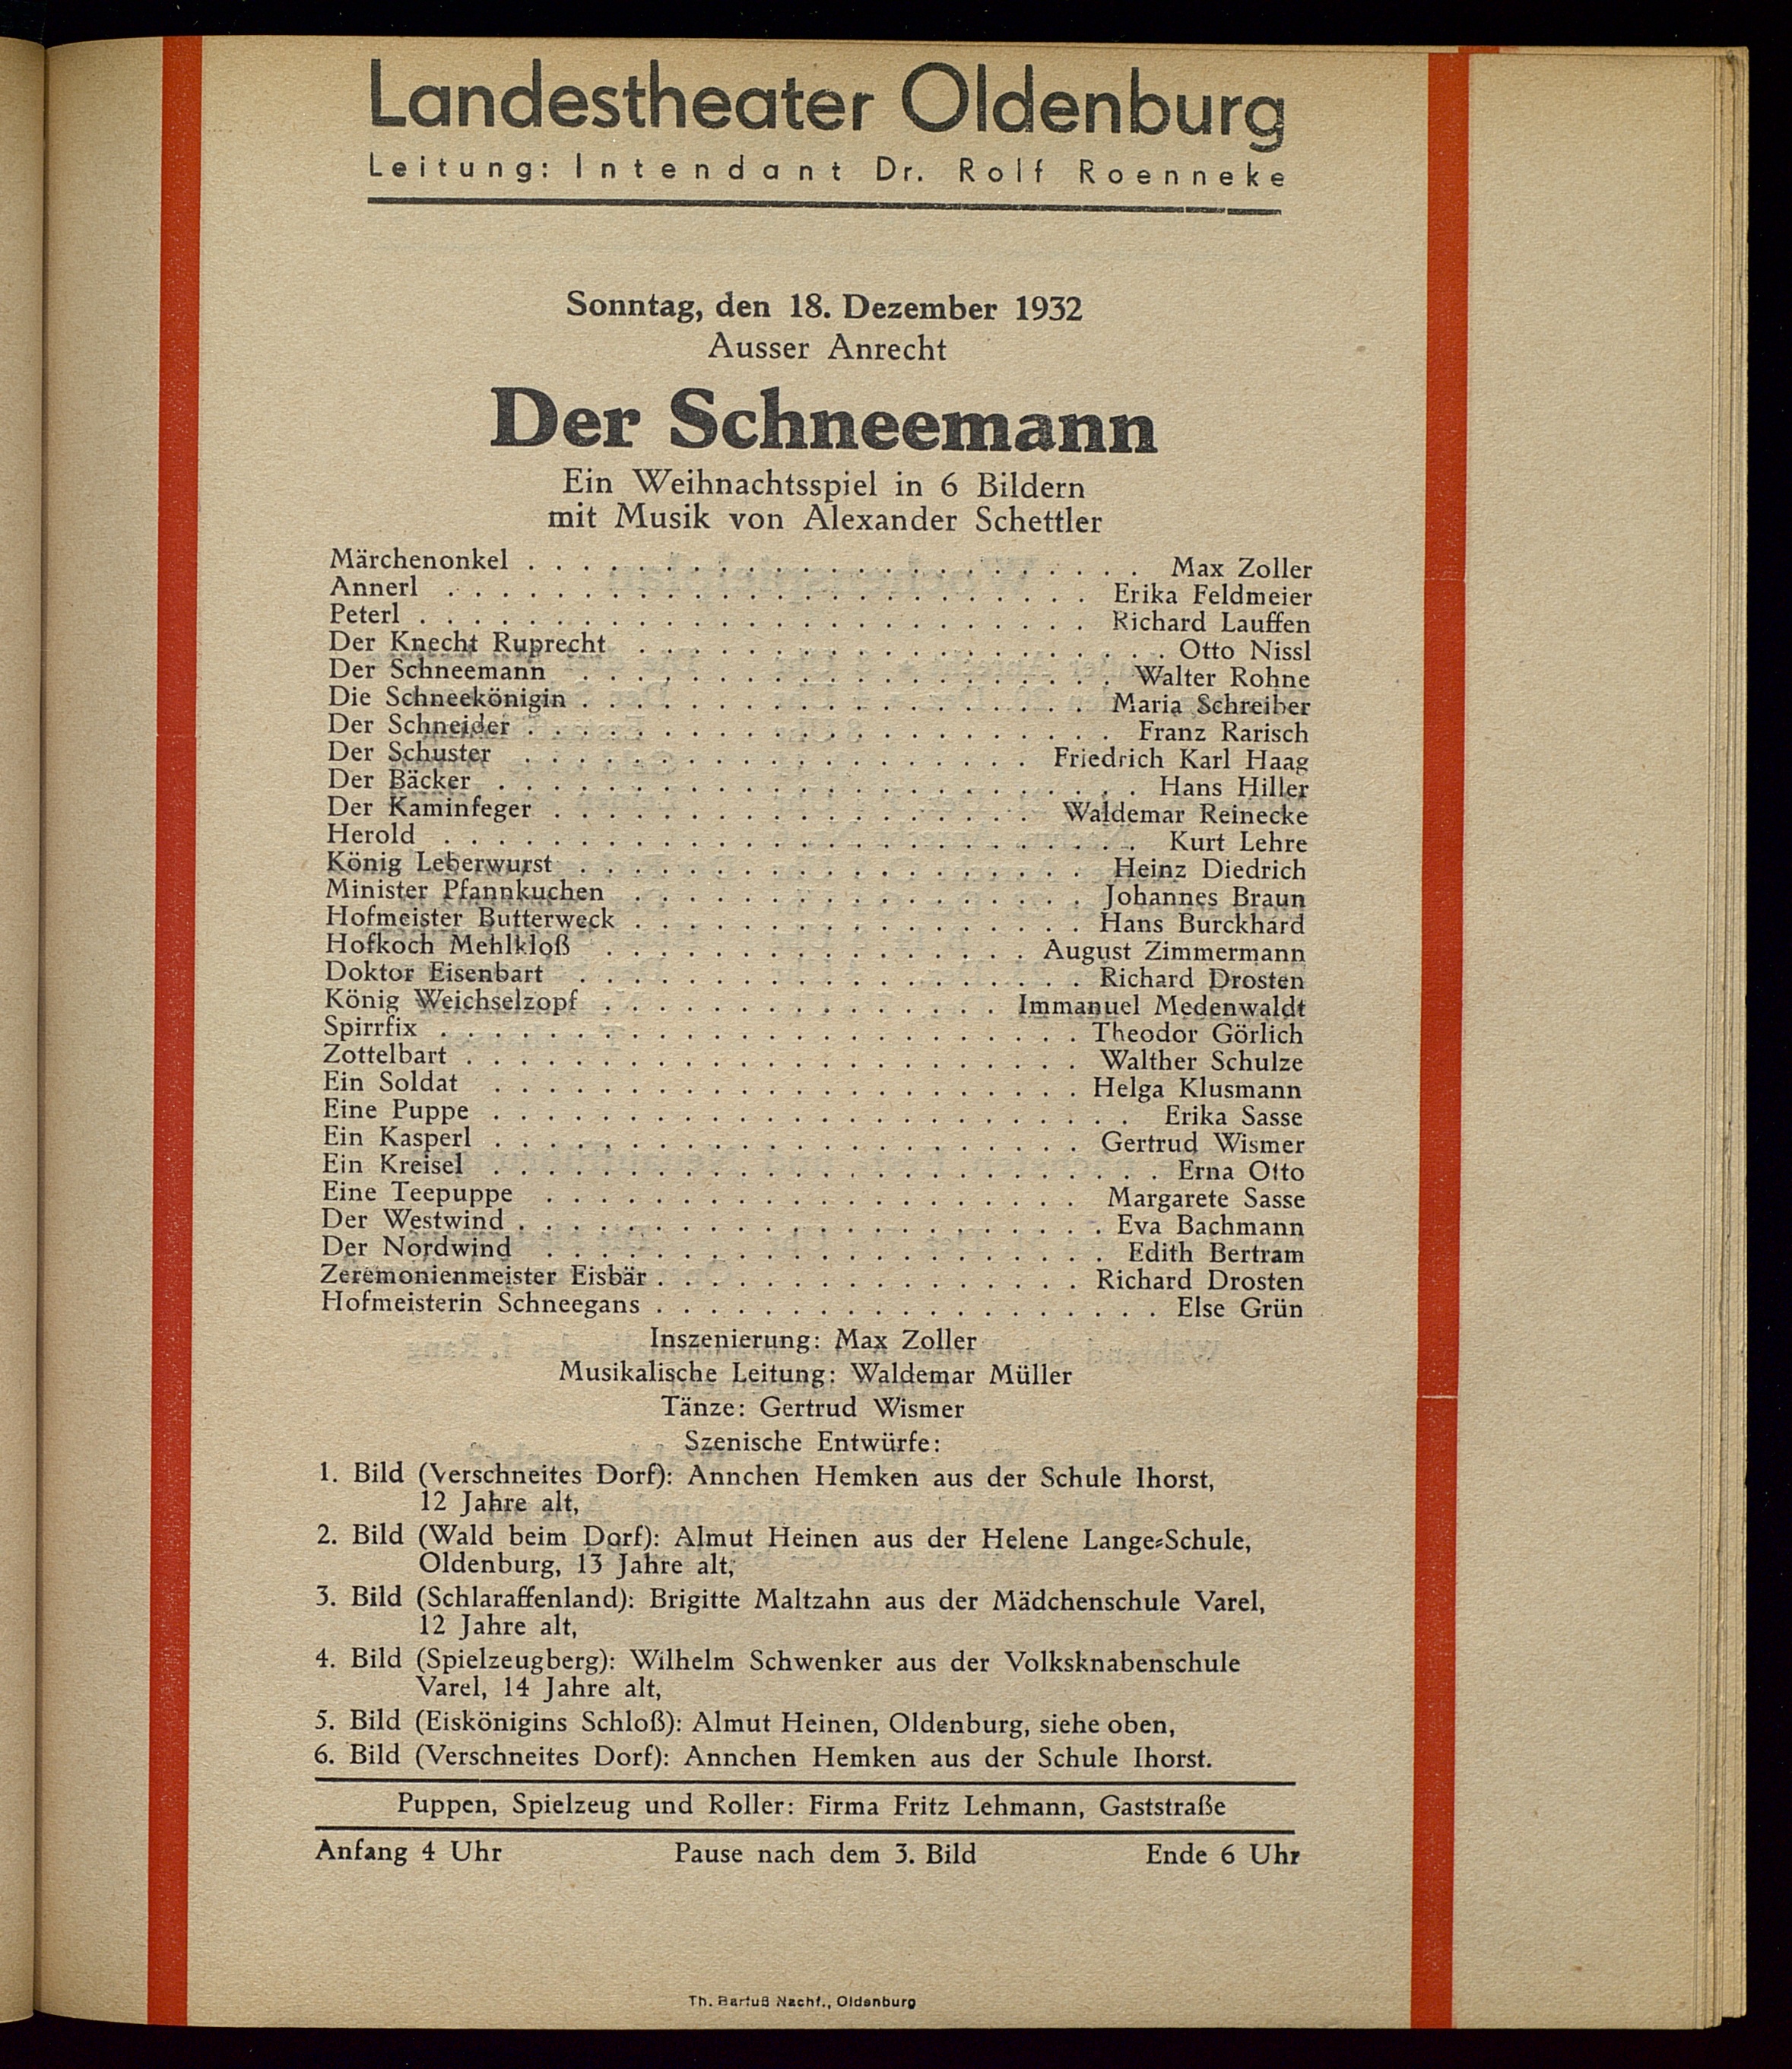 Landestheater Oldenburg
Leitung: Intendant Dr. Rolf Roenneke
Sonntag, den 18. Dezember 1932
Ausser Anrecht
Der Schneemann
Ein Weihnachtsspiel in 6 Bildern
mit Musik von Alexander Schettler
Märchenonkel . . . . . . . . . . . . . . . . . . . . . . . Max Zoller
Annerl . . . . . . . . . . . . . . . . . . . . . . . . Erika Feldmeier
Peterl . . . . . . . . . . . . . . . . . . . . . . . . . Richard Lauffen
Der Knecht Ruprecht . . . . . . . . . . . . . . . . . . . . Otto Nissl
Der Schneemann . . . . . . . . . . . . . . . . . . . . Walter Rohne
Die Schneekönigin . . . . . . . . . . . . . . . . . . . Maria Schreiber
Der Schneider . . . . . . . . . . . . . . . . . . . . . . Franz Rarisch
Der Schuster . . . . . . . . . . . . . . . . . . . Friedrich Karl Haag
Der Bäcker . . . . . . . . . . . . . . . . . . . . . . . . Hans Hiller
Der Kaminfeger . . . . . . . . . . . . . . . . . . Waldemar Reinecke
Herold . . . . . . . . . . . . . . . . . . . . . . . . . . Kurt Lehre
König Leberwurst . . . . . . . . . . . . . . . . . . . Heinz Diedrich
Minister Pfannkuchen . . . . . . . . . . . . . . . . . Johannes Braun
Hofmeister Butterweck . . . . . . . . . . . . . . . . . Hans Burckhard
Hofkoch Mehlkloß . . . . . . . . . . . . . . . . August Zimmermann
Doktor Eisenbart . . . . . . . . . . . . . . . . . . . Richard Drosten
König Weichselzopf . . . . . . . . . . . . . . . Immanuel Medenwaldt
Spirrfix . . . . . . . . . . . . . . . . . . . . . . . . Theodor Görlich
Zottelbart . . . . . . . . . . . . . . . . . . . . . . . Walther Schulze
Ein Soldat . . . . . . . . . . . . . . . . . . . . . . Helga Klusmann
Eine Puppe . . . . . . . . . . . . . . . . . . . . . . . . Erika Sasse
Ein Kasperl . . . . . . . . . . . . . . . . . . . . . . Gertrud Wismer
Ein Kreisel . . . . . . . . . . . . . . . . . . . . . . . . . Erna Otto
Eine Teepuppe . . . . . . . . . . . . . . . . . . . . Margarete Sasse
Der Westwind . . . . . . . . . . . . . . . . . . . . . . Eva Bachmann
Der Nordwind . . . . . . . . . . . . . . . . . . . . . Edith Bertram
Zeremonienmeister Eisbär . . . . . . . . . . . . . . . . Richard Drosten
Hofmeisterin Schneegans . . . . . . . . . . . . . . . . . . . Else Grün
Inszenierung: Max Zoller
Musikalische Leitung: Waldemar Müller
Tänze: Gertrud Wismer
Szenische Entwürfe:
1. Bild (Verschneites Dorf): Annchen Hemken aus der Schule Ihorst,
12 Jahre alt,
2. Bild (Wald beim Dorf): Almut Heinen aus der Helene Lange-Schule,
Oldenburg, 13 Jahre alt,
3. Bild (Schlaraffenland): Brigitte Maltzahn aus der Mädchenschule Varel,
12 Jahre alt,
4. Bild (Spielzeugberg): Wilhelm Schwenker aus der Volksknabenschule
Varel, 14 Jahre alt,
5. Bild (Eiskönigins Schloß): Almut Heinen, Oldenburg, siehe oben,
6. Bild (Verschneites Dorf): Annchen Hemken aus der Schule Ihorst.
Puppen, Spielzeug und Roller: Firma Fritz Lehmann, Gaststraße
Anfang 4 Uhr Pause nach dem 3. Bild Ende 6 Uhr
Th. Barfuß Nachf., Oldenburg